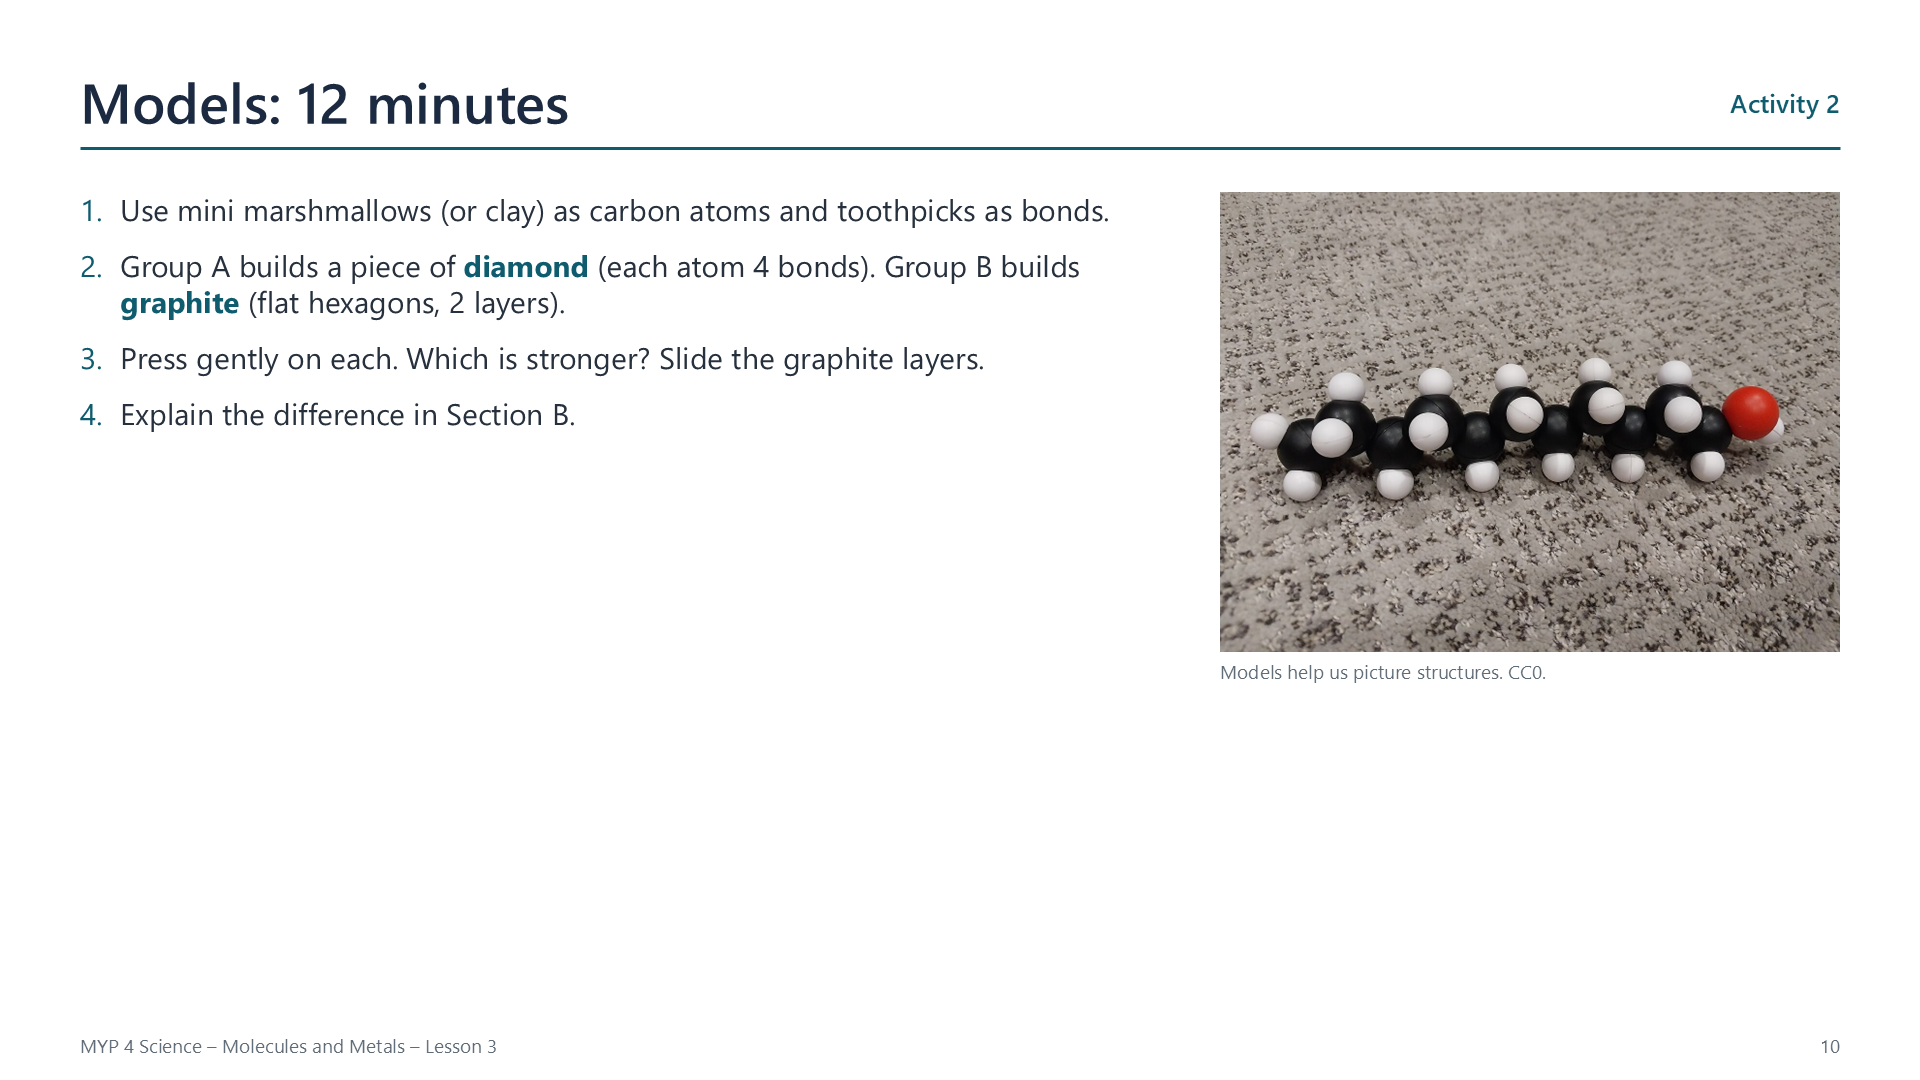 Models: 12 minutes
Activity 2
1. Use mini marshmallows (or clay) as carbon atoms and toothpicks as bonds.
2. Group A builds a piece of diamond (each atom 4 bonds). Group B builds
graphite (flat hexagons, 2 layers).
3. Press gently on each. Which is stronger? Slide the graphite layers.
4. Explain the difference in Section B.
Models help us picture structures. CC0.
MYP 4 Science – Molecules and Metals – Lesson 3
10